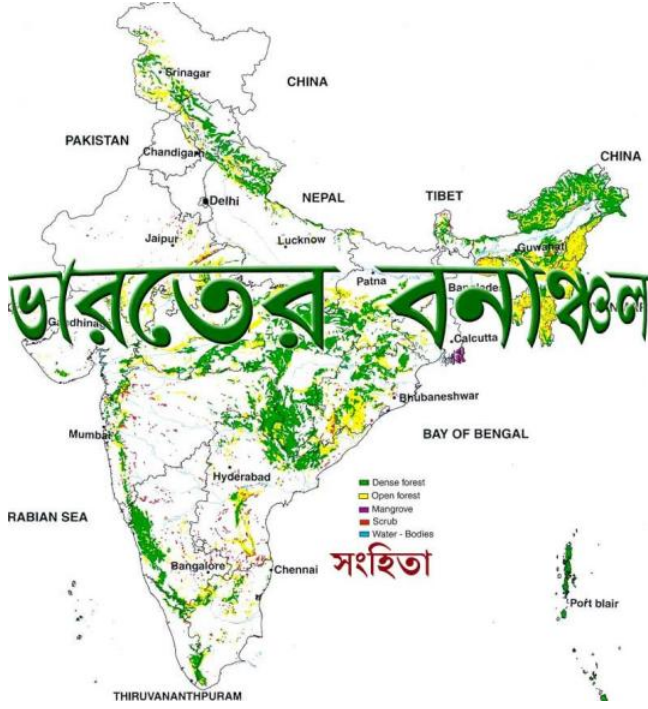 Srinagar
CHINA
PAKISTAN
Chandigarh
CHINA
Delhi
NEPAL
TIBET
Jaipur
Lucknow
Guwahati
Patna
ভারতের বনাঞ্চল
Calcutta
Bhubaneshwar
Mumbai
BAY OF BENGAL
Hyderabad
Dense forest
Open forest
Mangrove
Scrub
Water - Bodies
RABIAN SEA
সংহিতা
Bangalore
Chennai
Port blair
THIRUVANANTHPURAM